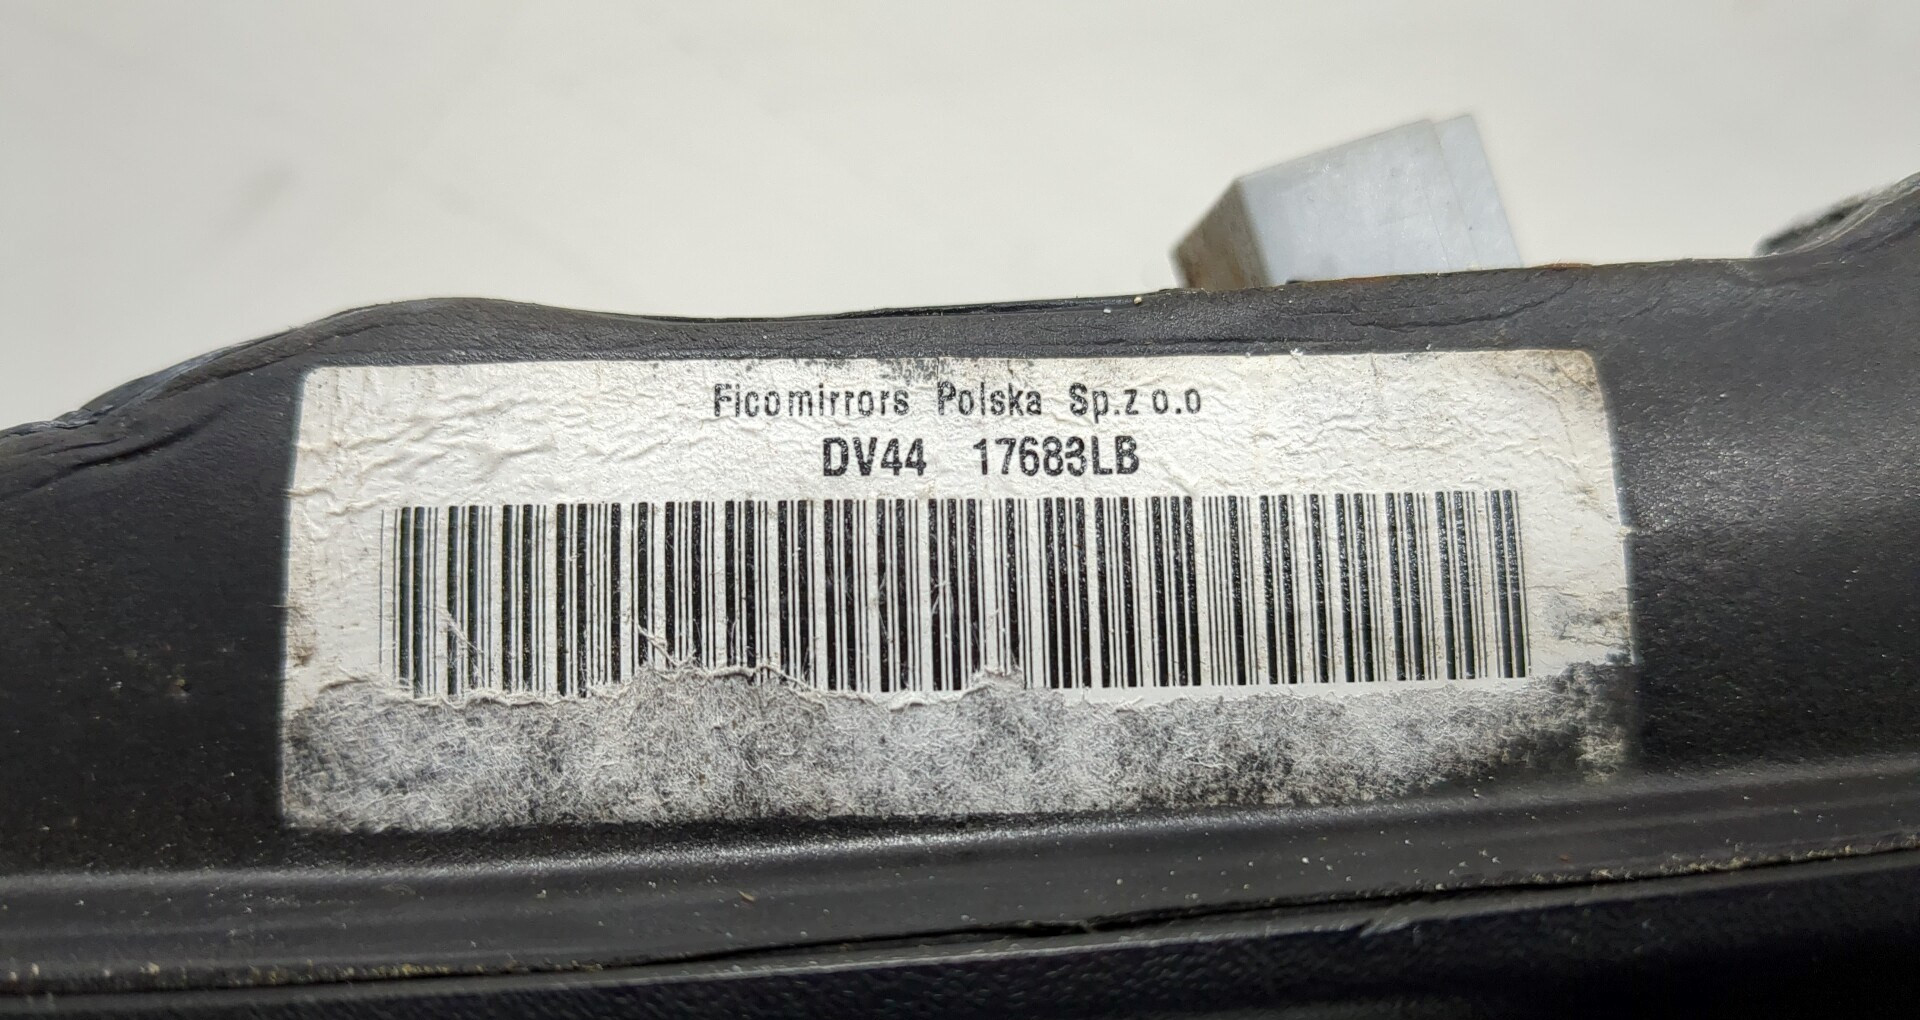 Ficomirrors Polska Sp.z o.o
DV44 17683LB